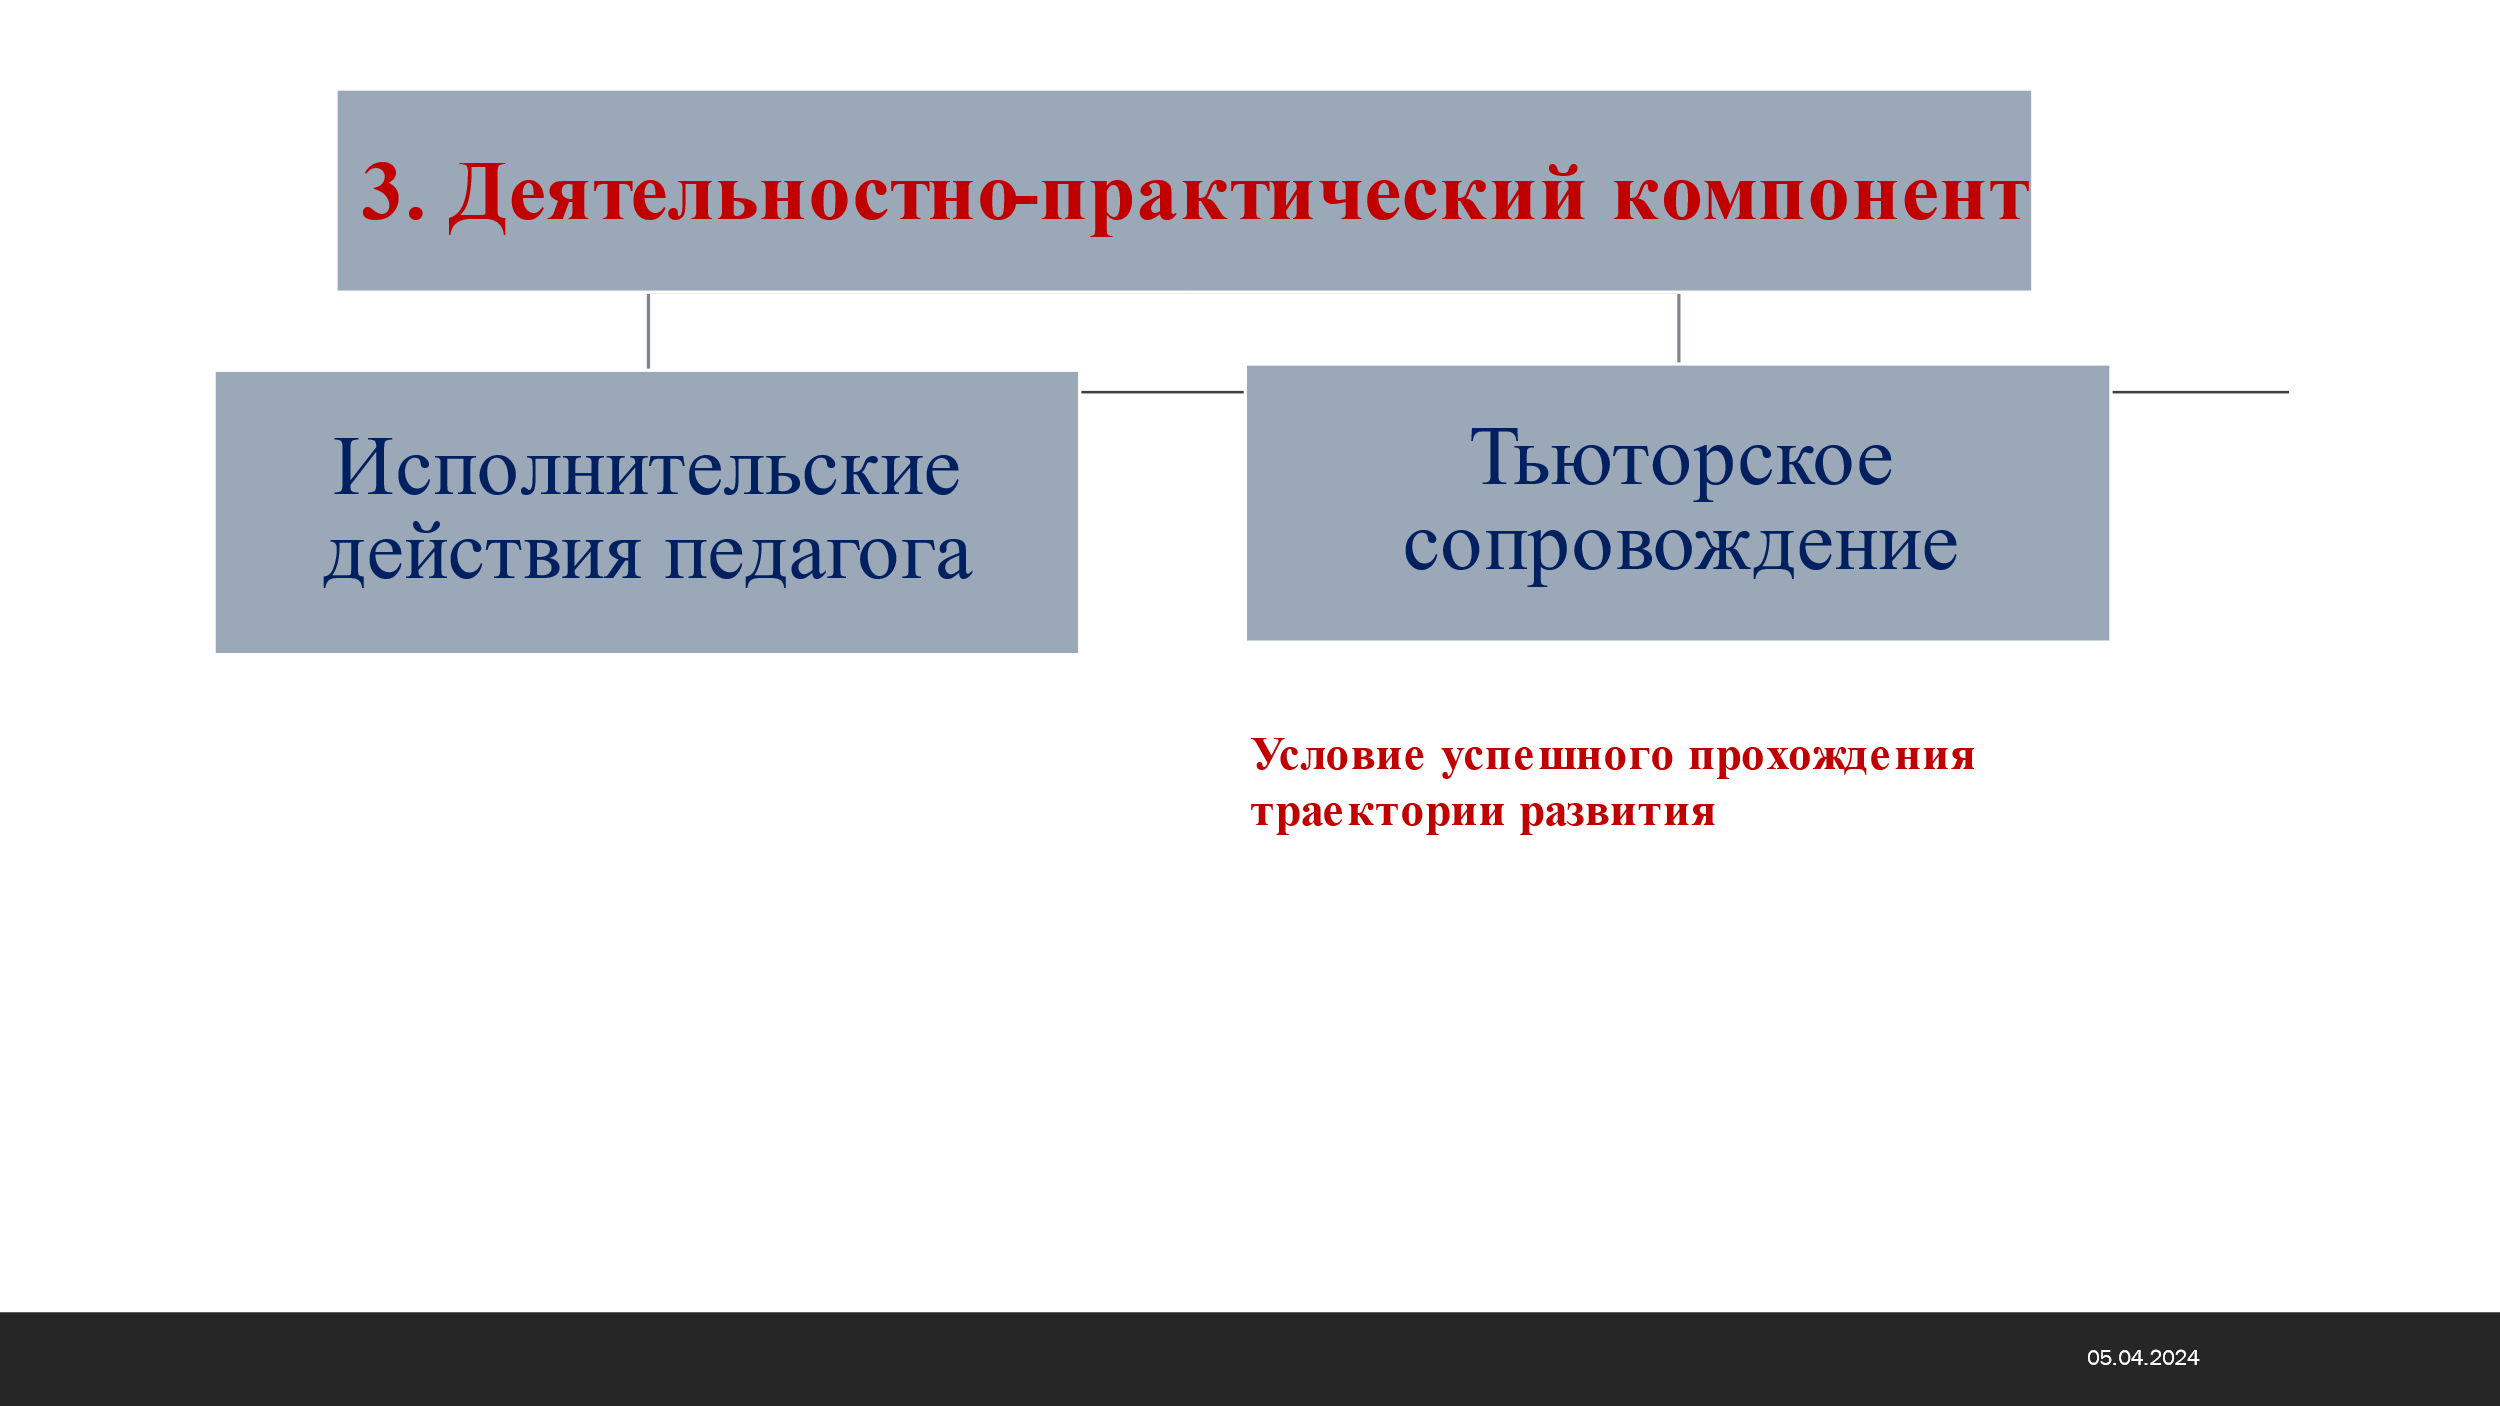 3. Деятельностно-практический компонент
Исполнительские
действия педагога
Тьюторское
сопровождение
Условие успешного прохождения
траектории развития
05.04.2024